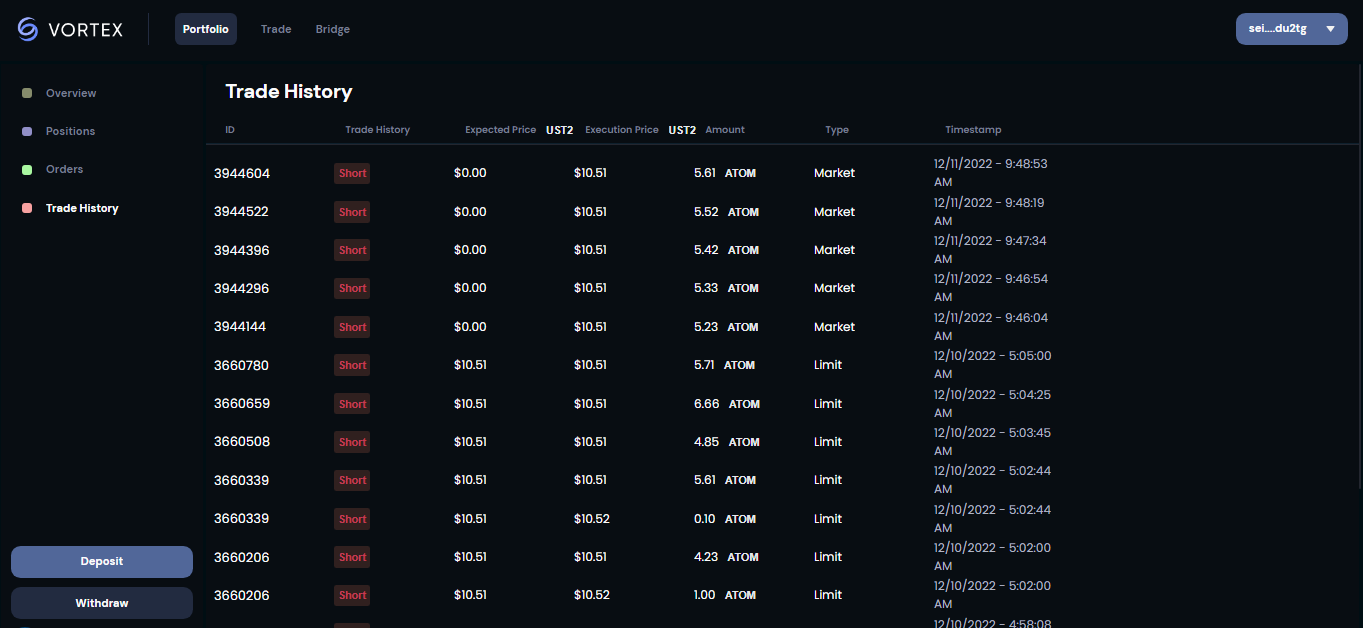 VORTEX Portfolio Trade Bridge sei....du2tg
Overview
Positions
Orders
Trade History
Deposit
Withdraw
Trade History
ID Trade History Expected Price UST2 Execution Price UST2 Amount Type Timestamp
3944604 Short $0.00 $10.51 5.61 ATOM Market 12/11/2022 - 9:48:53
AM
3944522 Short $0.00 $10.51 5.52 ATOM Market 12/11/2022 - 9:48:19
AM
3944396 Short $0.00 $10.51 5.42 ATOM Market 12/11/2022 - 9:47:34
AM
3944296 Short $0.00 $10.51 5.33 ATOM Market 12/11/2022 - 9:46:54
AM
3944144 Short $0.00 $10.51 5.23 ATOM Market 12/11/2022 - 9:46:04
AM
3660780 Short $10.51 $10.51 5.71 ATOM Limit 12/10/2022 - 5:05:00
AM
3660659 Short $10.51 $10.51 6.66 ATOM Limit 12/10/2022 - 5:04:25
AM
3660508 Short $10.51 $10.51 4.85 ATOM Limit 12/10/2022 - 5:03:45
AM
3660339 Short $10.51 $10.51 5.61 ATOM Limit 12/10/2022 - 5:02:44
AM
3660339 Short $10.51 $10.52 0.10 ATOM Limit 12/10/2022 - 5:02:44
AM
3660206 Short $10.51 $10.51 4.23 ATOM Limit 12/10/2022 - 5:02:00
AM
3660206 Short $10.51 $10.52 1.00 ATOM Limit 12/10/2022 - 5:02:00
AM
12/10/2022 - 4:58:08